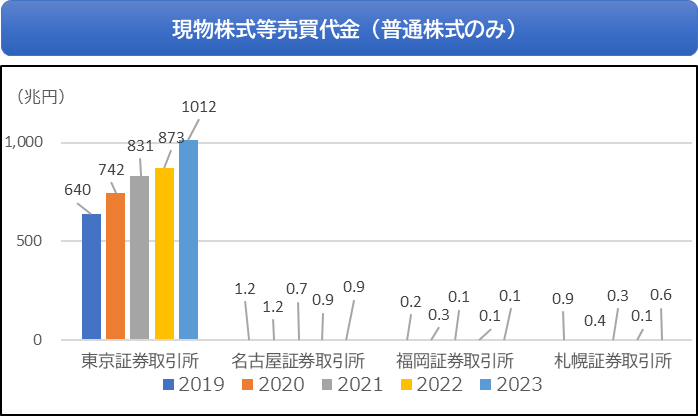 現物株式等売買代金（普通株式のみ）
（兆円）
1,000
500
0
640 742 831 873 1012
1.2 1.2 0.7 0.9 0.9
0.2 0.3 0.1 0.1 0.1
0.9 0.4 0.3 0.1 0.6
東京証券取引所 名古屋証券取引所 福岡証券取引所 札幌証券取引所
2019 2020 2021 2022 2023